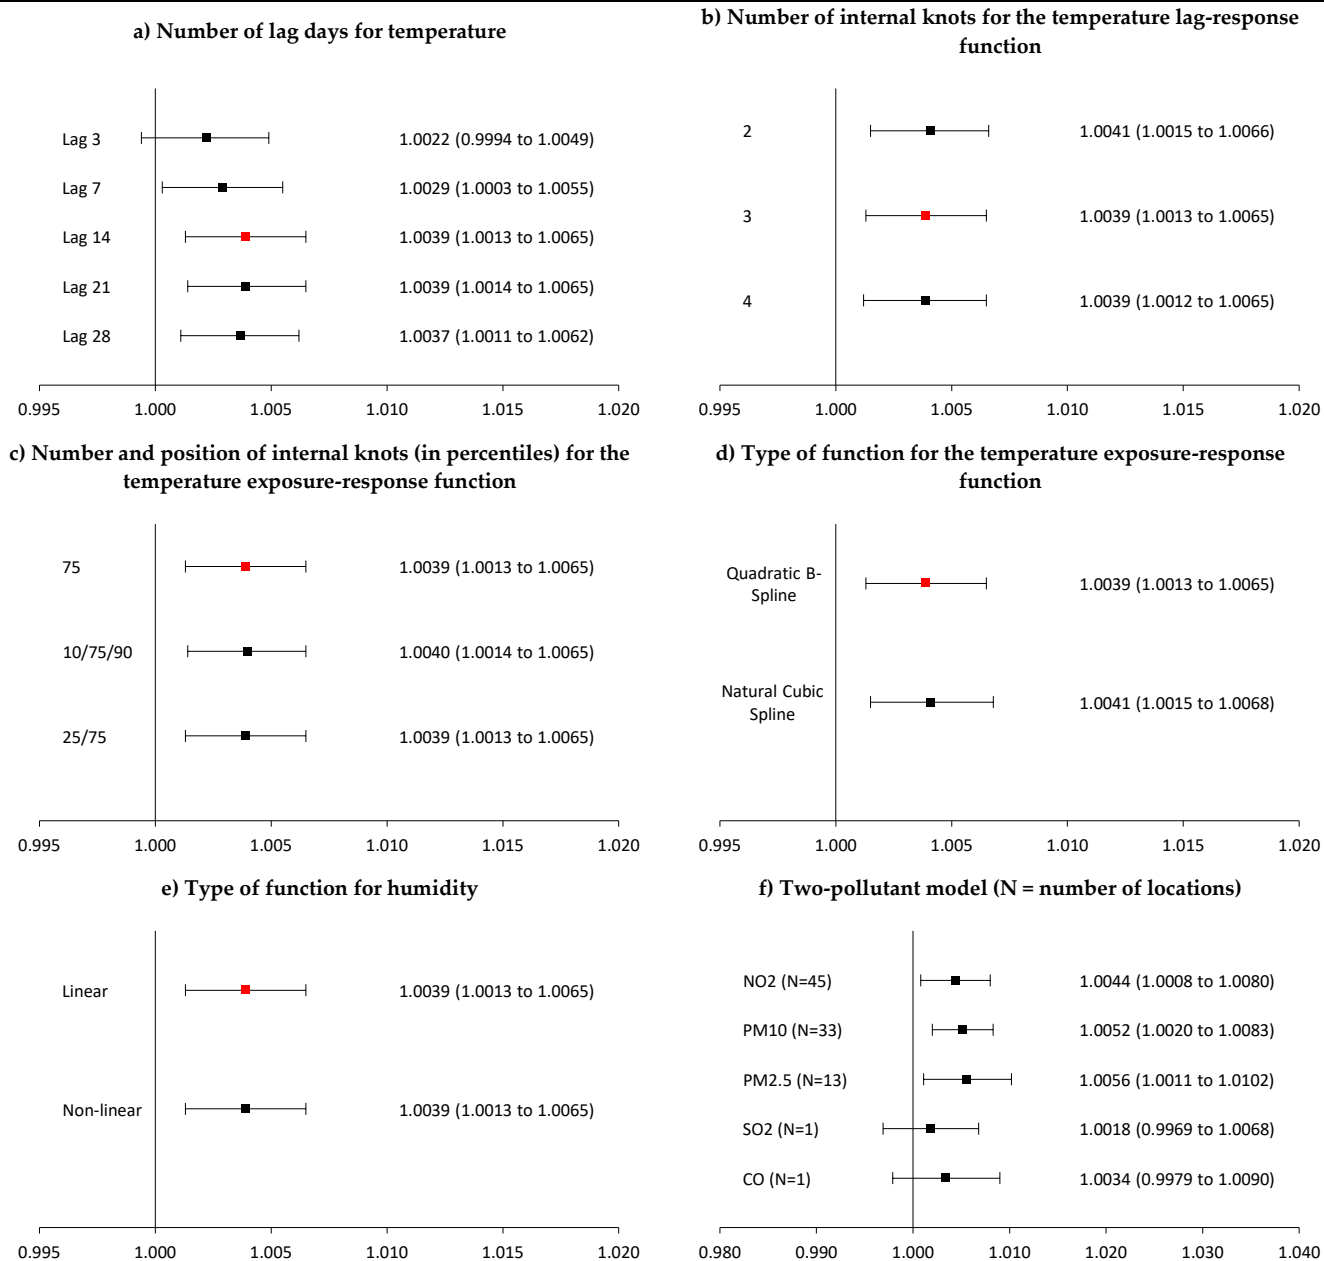 a) Number of lag days for temperature
Lag 3 1.0022 (0.9994 to 1.0049)
Lag 7 1.0029 (1.0003 to 1.0055)
Lag 14 1.0039 (1.0013 to 1.0065)
Lag 21 1.0039 (1.0014 to 1.0065)
Lag 28 1.0037 (1.0011 to 1.0062)
0.995 1.000 1.005 1.010 1.015 1.020
b) Number of internal knots for the temperature lag-response
function
2 1.0041 (1.0015 to 1.0066)
3 1.0039 (1.0013 to 1.0065)
4 1.0039 (1.0012 to 1.0065)
0.995 1.000 1.005 1.010 1.015 1.020
c) Number and position of internal knots (in percentiles) for the
temperature exposure-response function
75 1.0039 (1.0013 to 1.0065)
10/75/90 1.0040 (1.0014 to 1.0065)
25/75 1.0039 (1.0013 to 1.0065)
0.995 1.000 1.005 1.010 1.015 1.020
d) Type of function for the temperature exposure-response
function
Quadratic B-
Spline 1.0039 (1.0013 to 1.0065)
Natural Cubic
Spline 1.0041 (1.0015 to 1.0068)
0.995 1.000 1.005 1.010 1.015 1.020
e) Type of function for humidity
Linear 1.0039 (1.0013 to 1.0065)
Non-linear 1.0039 (1.0013 to 1.0065)
0.995 1.000 1.005 1.010 1.015 1.020
f) Two-pollutant model (N = number of locations)
NO2 (N=45) 1.0044 (1.0008 to 1.0080)
PM10 (N=33) 1.0052 (1.0020 to 1.0083)
PM2.5 (N=13) 1.0056 (1.0011 to 1.0102)
SO2 (N=1) 1.0018 (0.9969 to 1.0068)
CO (N=1) 1.0034 (0.9979 to 1.0090)
0.980 0.990 1.000 1.010 1.020 1.030 1.040